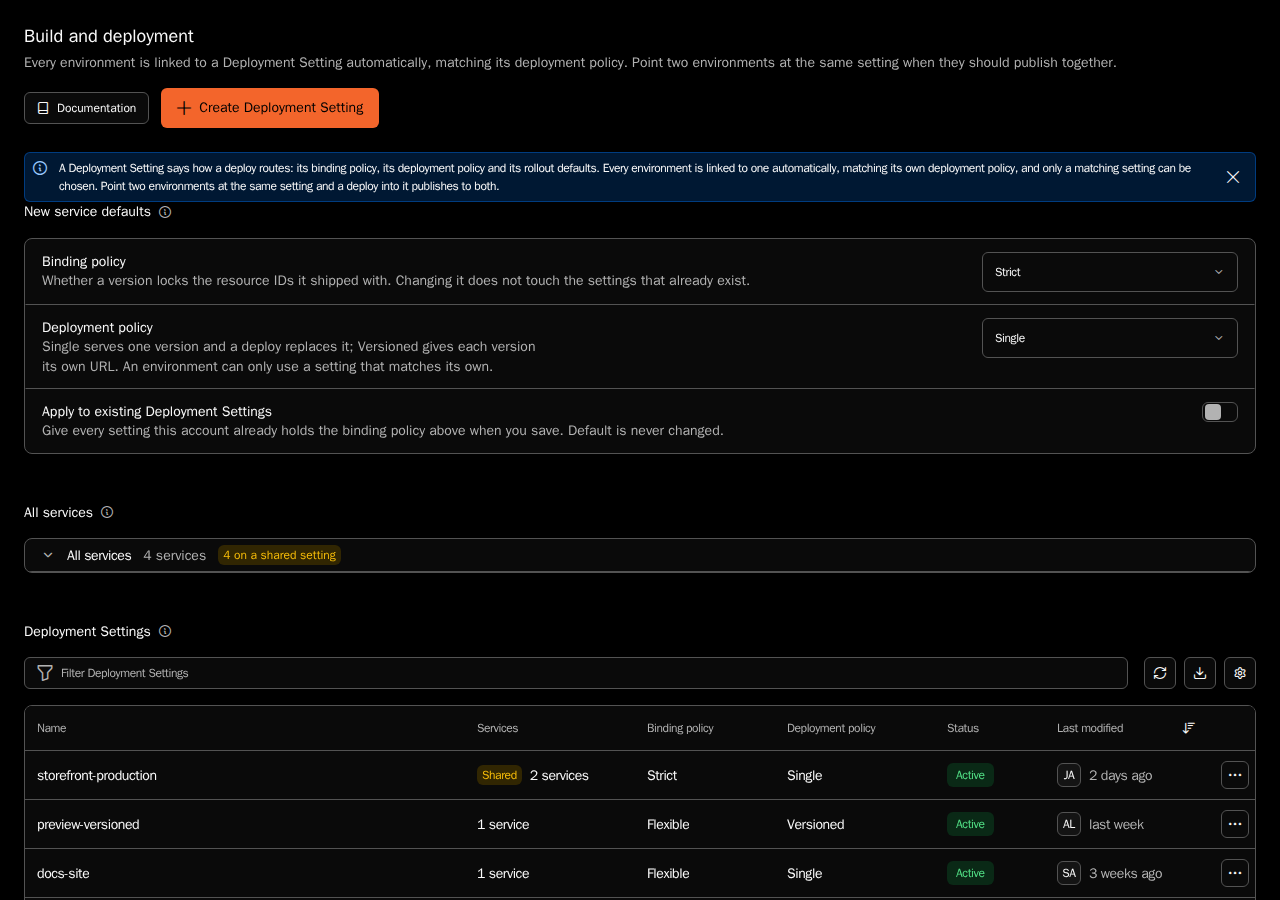 Build and deployment
Every environment is linked to a Deployment Setting automatically, matching its deployment policy. Point two environments at the same setting when they should publish together.
Documentation
Create Deployment Setting
A Deployment Setting says how a deploy routes: its binding policy, its deployment policy and its rollout defaults. Every environment is linked to one automatically, matching its own deployment policy, and only a matching setting can be
chosen. Point two environments at the same setting and a deploy into it publishes to both.
New service defaults
Binding policy
Whether a version locks the resource IDs it shipped with. Changing it does not touch the settings that already exist.
Strict
Deployment policy
Single serves one version and a deploy replaces it; Versioned gives each version
its own URL. An environment can only use a setting that matches its own.
Single
Apply to existing Deployment Settings
Give every setting this account already holds the binding policy above when you save. Default is never changed.
All services
All services 4 services 4 on a shared setting
Deployment Settings
Filter Deployment Settings
Name Services Binding policy Deployment policy Status Last modified
storefront-production Shared 2 services Strict Single Active JA 2 days ago
preview-versioned 1 service Flexible Versioned Active AL last week
docs-site 1 service Flexible Single Active SA 3 weeks ago